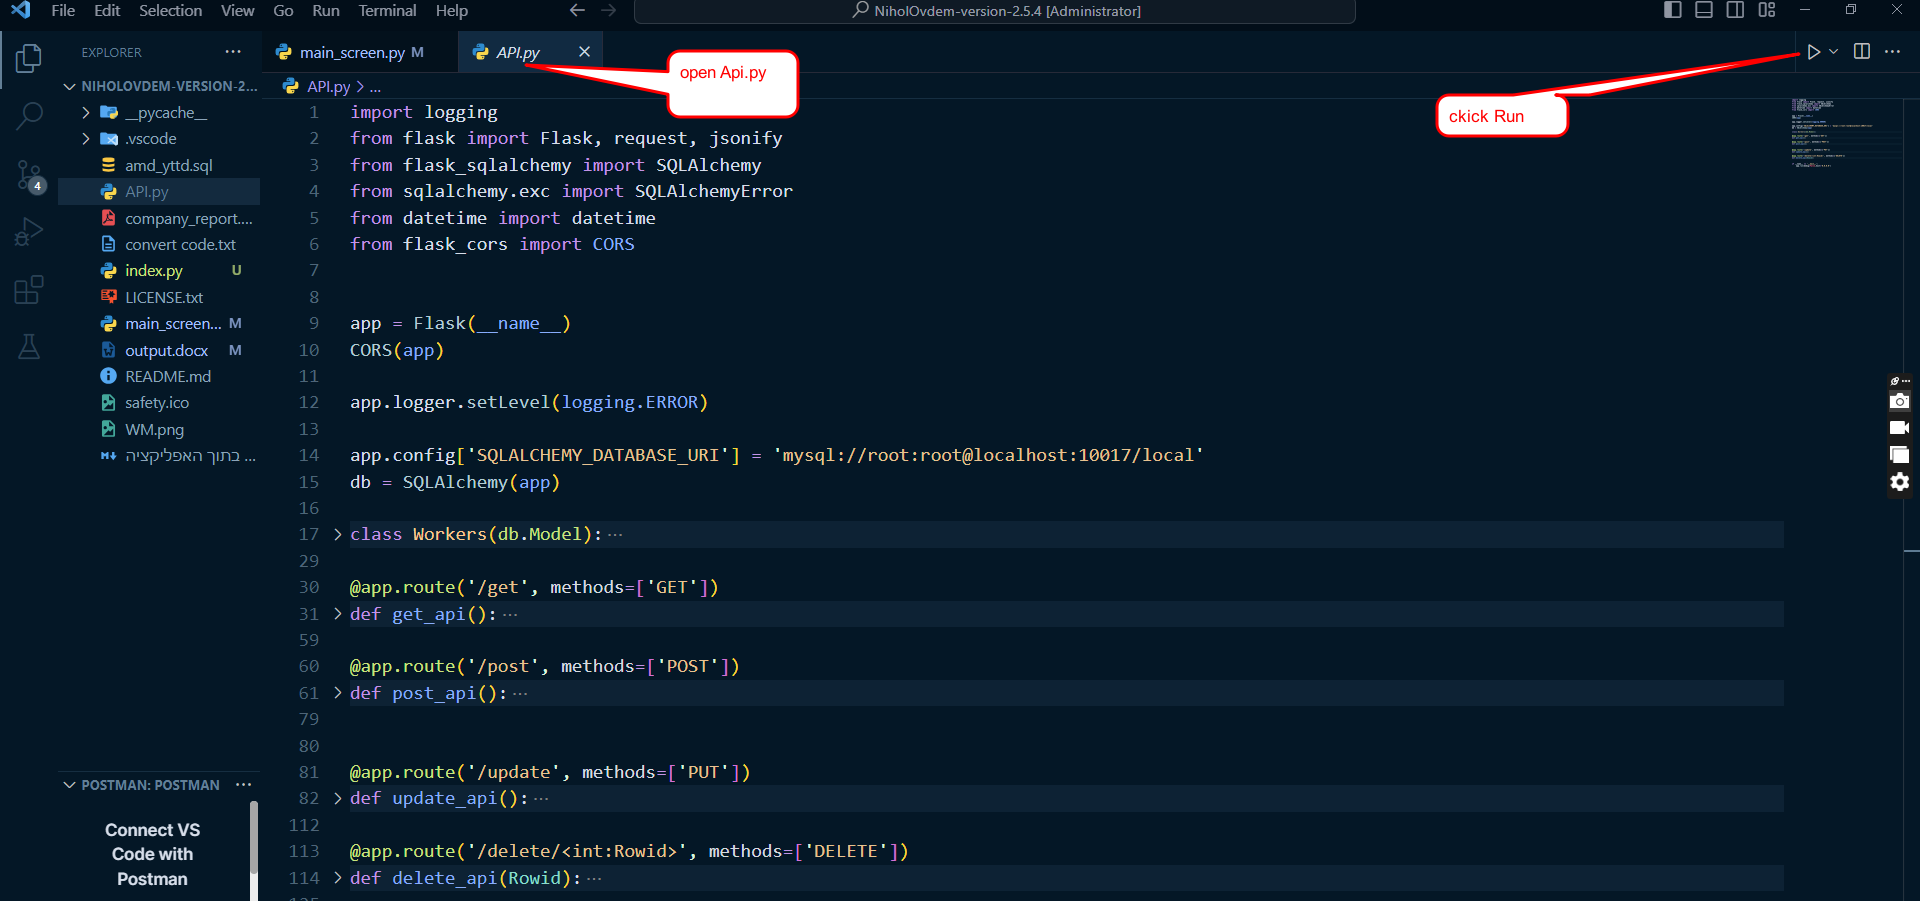 File Edit Selection View Go Run Terminal Help
NiholOvdem-version-2.5.4 [Administrator]
EXPLORER
NIHOLOVDEM-VERSION-2...
__pycache__
.vscode
amd_yttd.sql
API.py
company_report....
convert code.txt
index.py U
LICENSE.txt
main_screen... M
output.docx M
README.md
safety.ico
WM.png
... בתוך האפליקציה
4
POSTMAN: POSTMAN
Connect VS
Code with
Postman
main_screen.py M
API.py
API.py > ...
open Api.py
ckick Run
1 import logging
2 from flask import Flask, request, jsonify
3 from flask_sqlalchemy import SQLAlchemy
4 from sqlalchemy.exc import SQLAlchemyError
5 from datetime import datetime
6 from flask_cors import CORS
7
8
9 app = Flask(__name__)
10 CORS(app)
11
12 app.logger.setLevel(logging.ERROR)
13
14 app.config['SQLALCHEMY_DATABASE_URI'] = 'mysql://root:root@localhost:10017/local'
15 db = SQLAlchemy(app)
16
17 class Workers(db.Model): ...
29
30 @app.route('/get', methods=['GET'])
31 def get_api(): ...
59
60 @app.route('/post', methods=['POST'])
61 def post_api(): ...
79
80
81 @app.route('/update', methods=['PUT'])
82 def update_api(): ...
112
113 @app.route('/delete/<int:Rowid>', methods=['DELETE'])
114 def delete_api(Rowid): ...